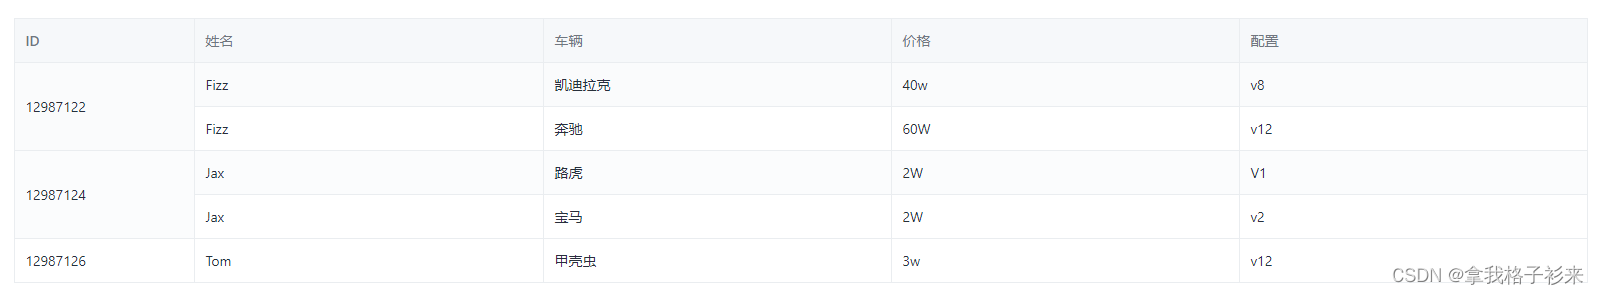 ID 姓名 车辆 价格 配置
Fizz 凯迪拉克 40w v8
12987122
Fizz 奔驰 60W v12
Jax 路虎 2W V1
12987124
Jax 宝马 2W v2
12987126 Tom 甲壳虫 3w v12
CSDN @拿我格子衫来